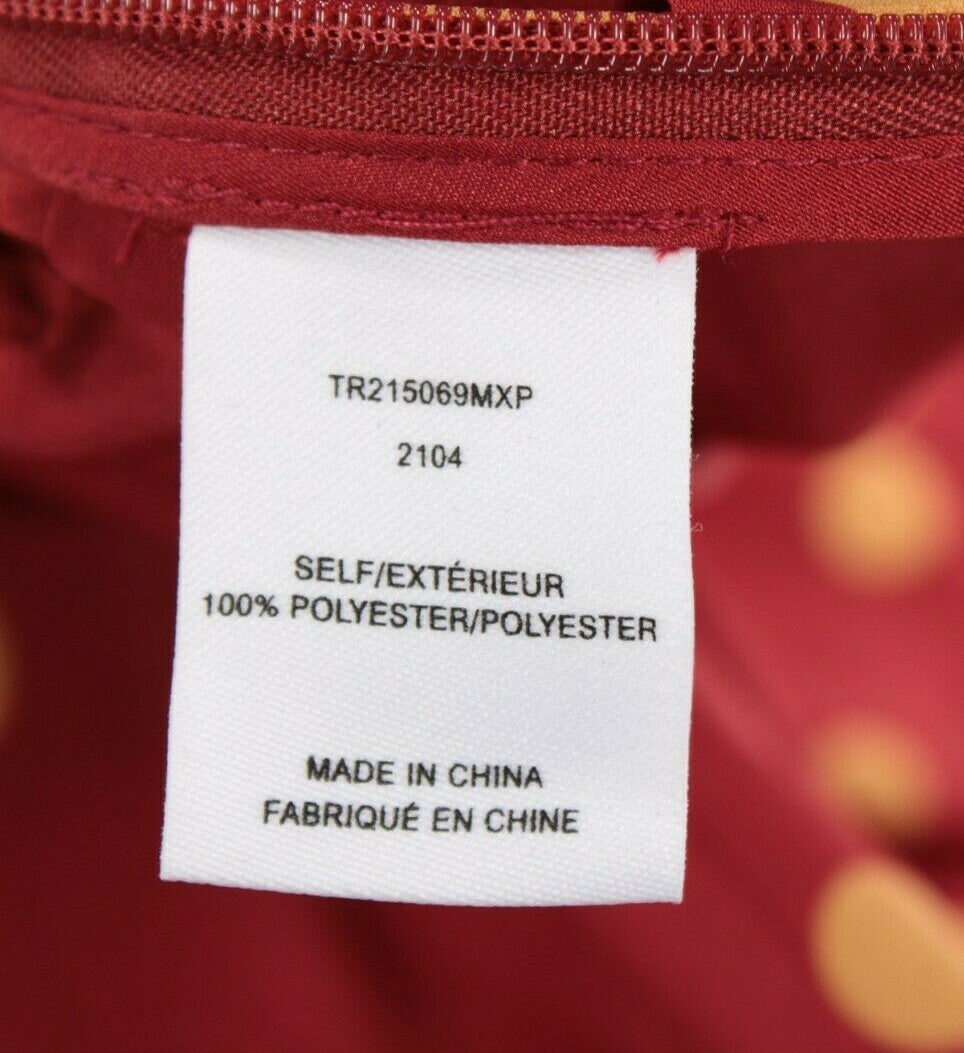 TR215069MXP
2104
SELF/EXTÉRIEUR
100% POLYESTER/POLYESTER
MADE IN CHINA
FABRIQUÉ EN CHINE